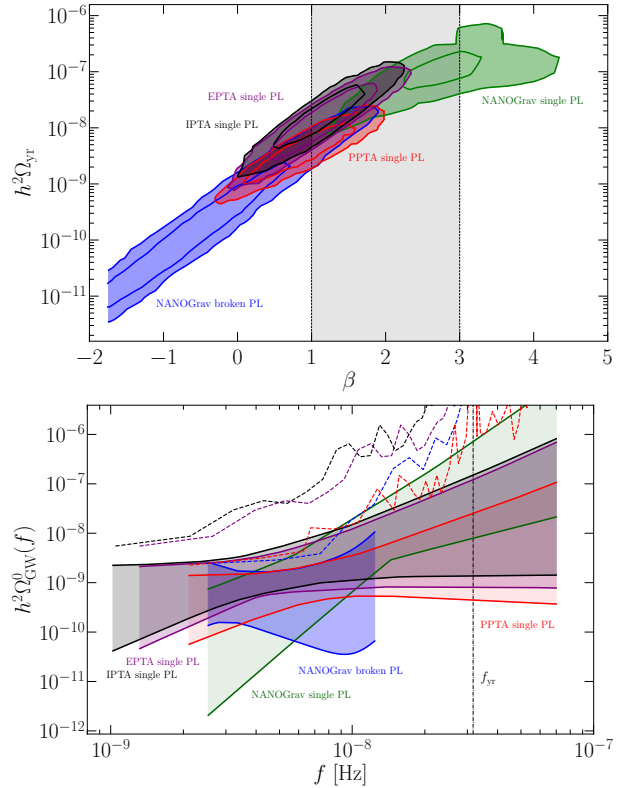 10⁻⁶
10⁻⁷
10⁻⁸
10⁻⁹
10⁻¹⁰
10⁻¹¹
h²Ω_yr
EPTA single PL
IPTA single PL
NANOGrav single PL
PPTA single PL
NANOGrav broken PL
−2 −1 0 1 2 3 4 5
β
10⁻⁶
10⁻⁷
10⁻⁸
10⁻⁹
10⁻¹⁰
10⁻¹¹
10⁻¹²
h²Ω⁰_GW(f)
PPTA single PL
EPTA single PL
IPTA single PL
NANOGrav broken PL
NANOGrav single PL
f_yr
10⁻⁹ 10⁻⁸ 10⁻⁷
f [Hz]